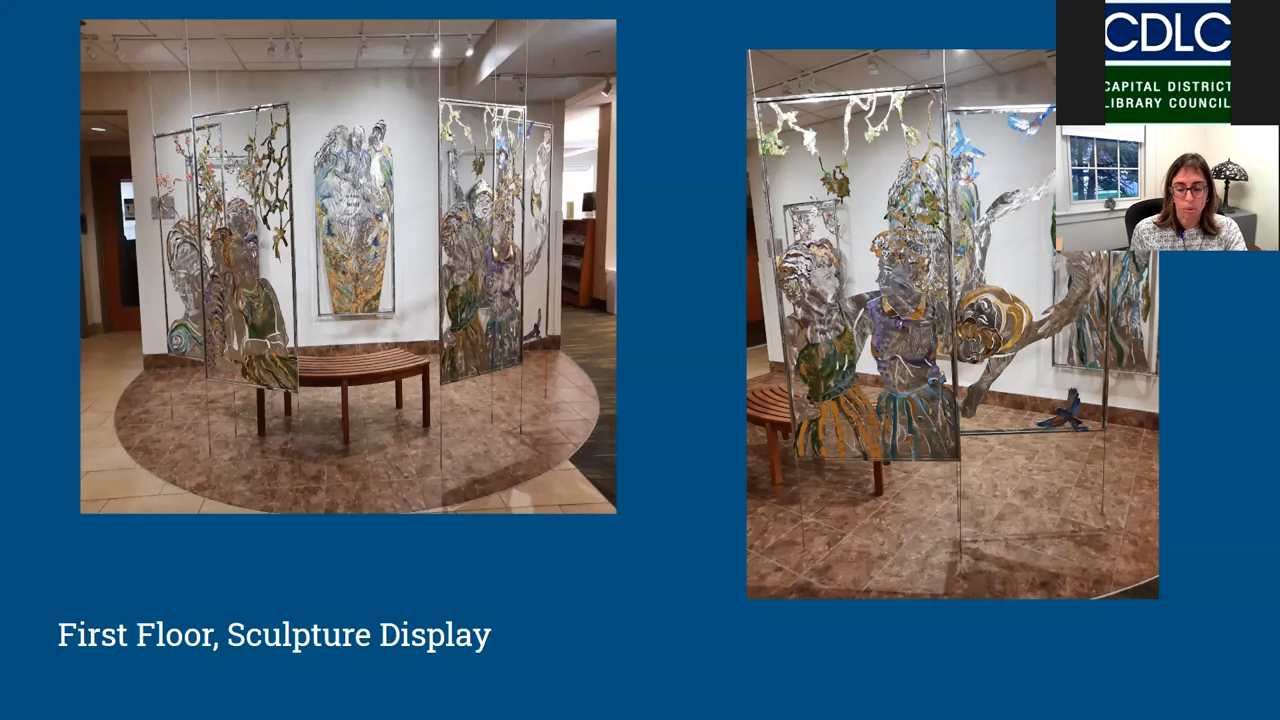 CDLC
CAPITAL DISTRICT
LIBRARY COUNCIL
First Floor, Sculpture Display